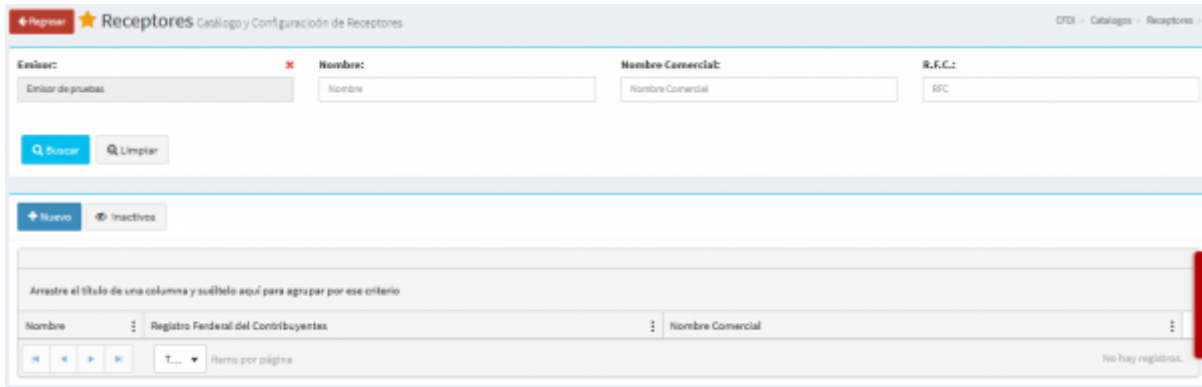 Regresar Receptores Catálogo y Configuracioón de Receptores CFDI > Catalogos > Receptores >
Emisor: Nombre: Nombre Comercial: R.F.C.:
Emisor de pruebas Nombre Nombre Comercial RFC
Buscar Limpiar
Nuevo Inactivos
Arrastre el título de una columna y suéltelo aquí para agrupar por ese criterio
Nombre Registro Ferderal del Contribuyentes Nombre Comercial
T... ítems por página No hay registros.